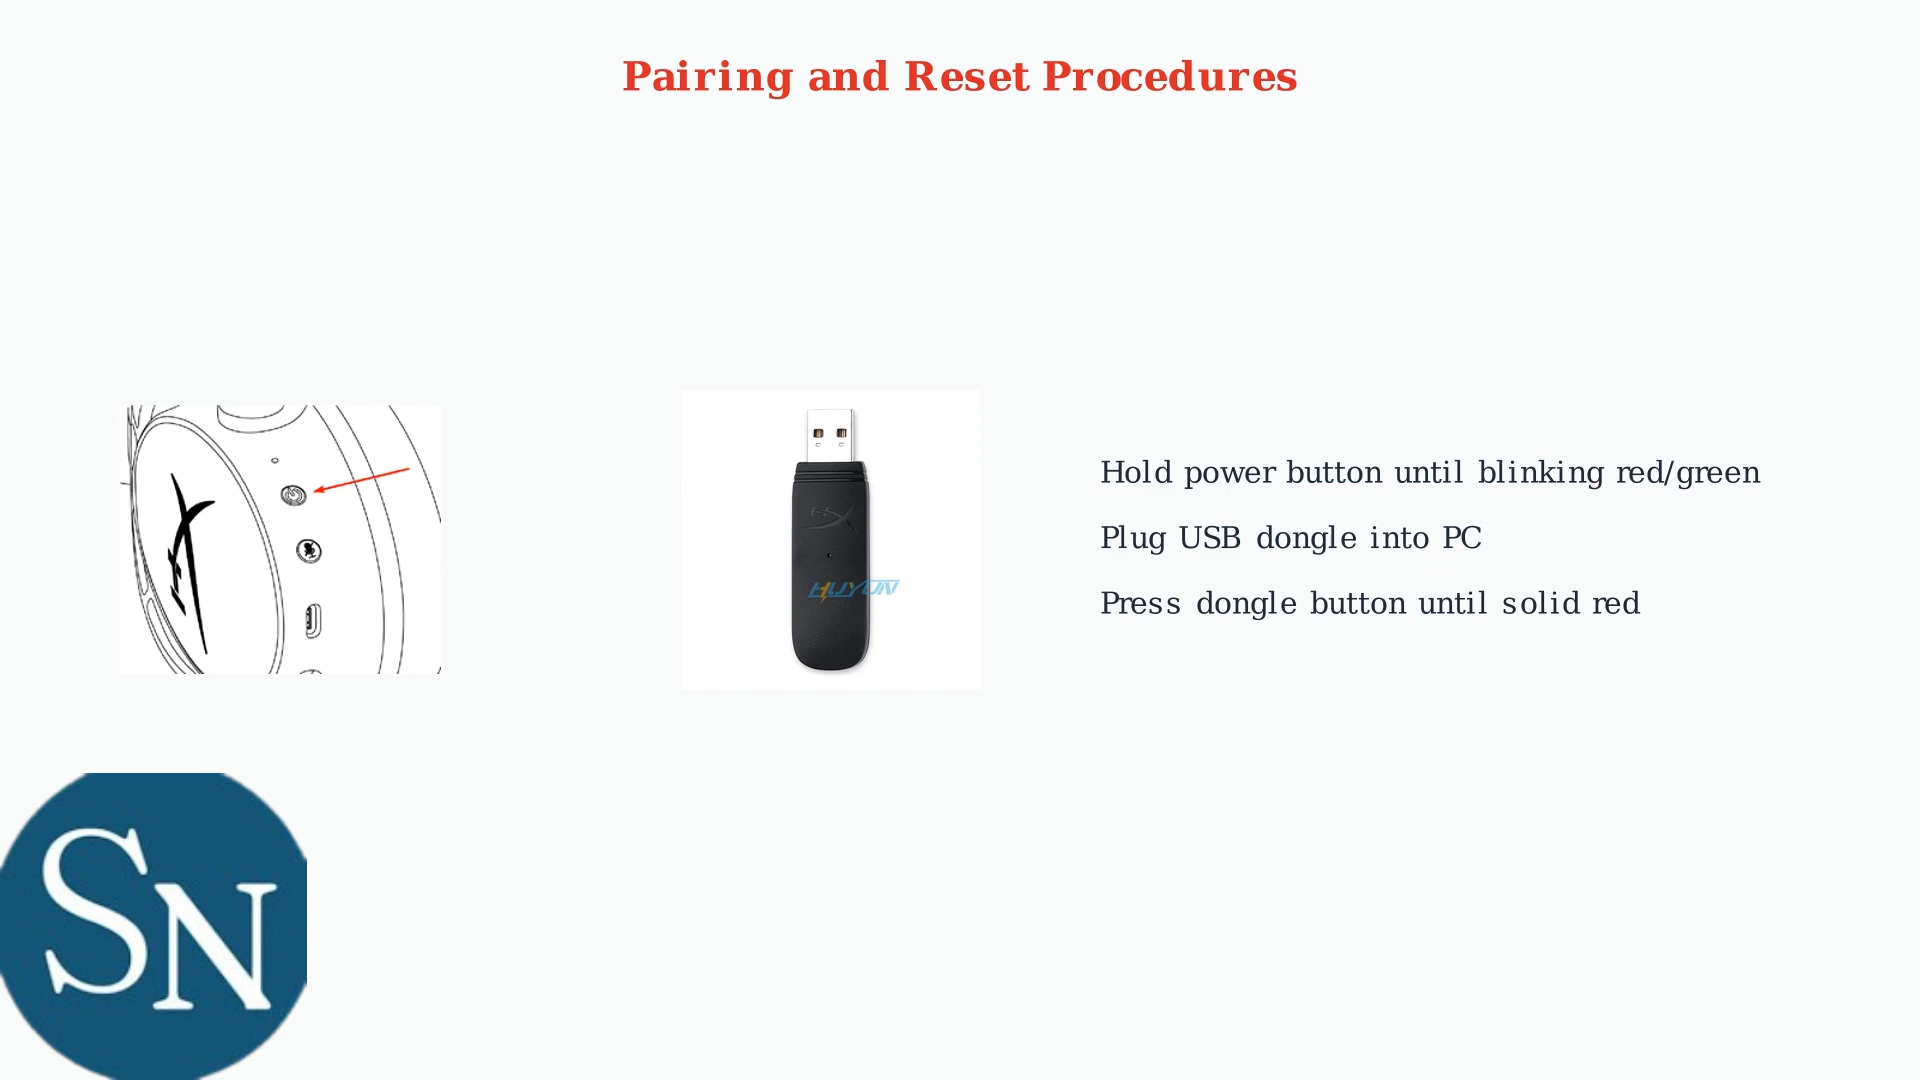 Pairing and Reset Procedures
Hold power button until blinking red/green
Plug USB dongle into PC
Press dongle button until solid red
HUYUN
SN